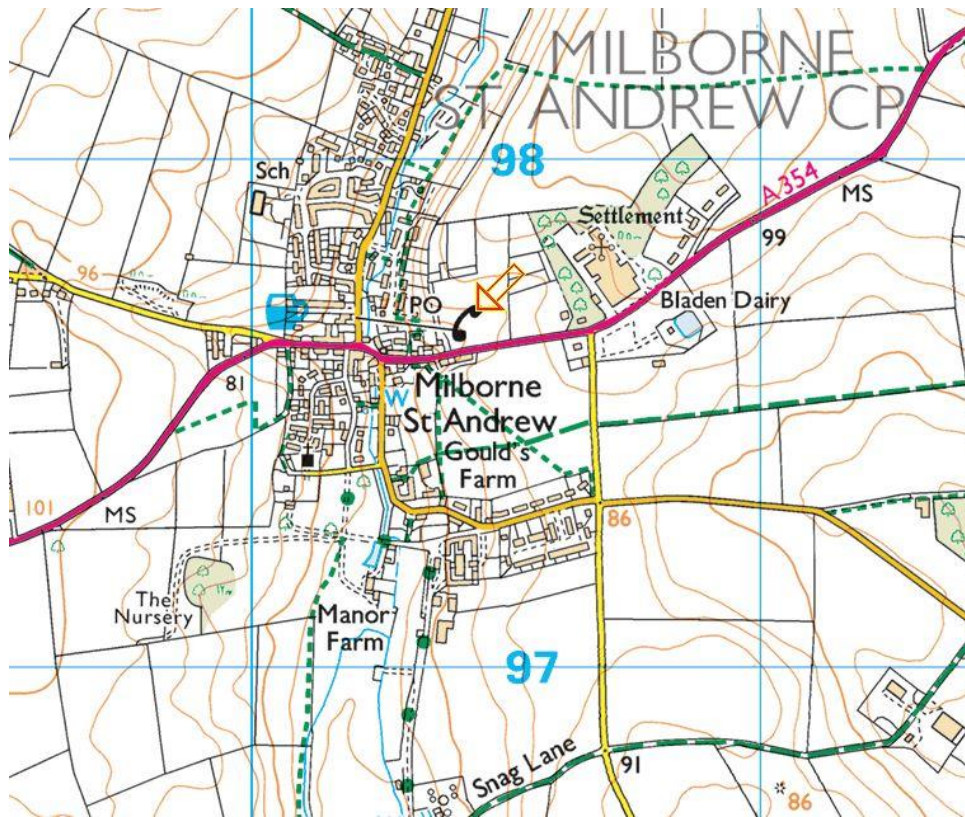 MILBORNE
ST ANDREW CP
98
Sch
A 354
MS
Settlement
99
96
PO
Bladen Dairy
81
W
Milborne
St Andrew
Gould's
Farm
101
MS
86
The
Nursery
Manor
Farm
97
Snag Lane
91
86